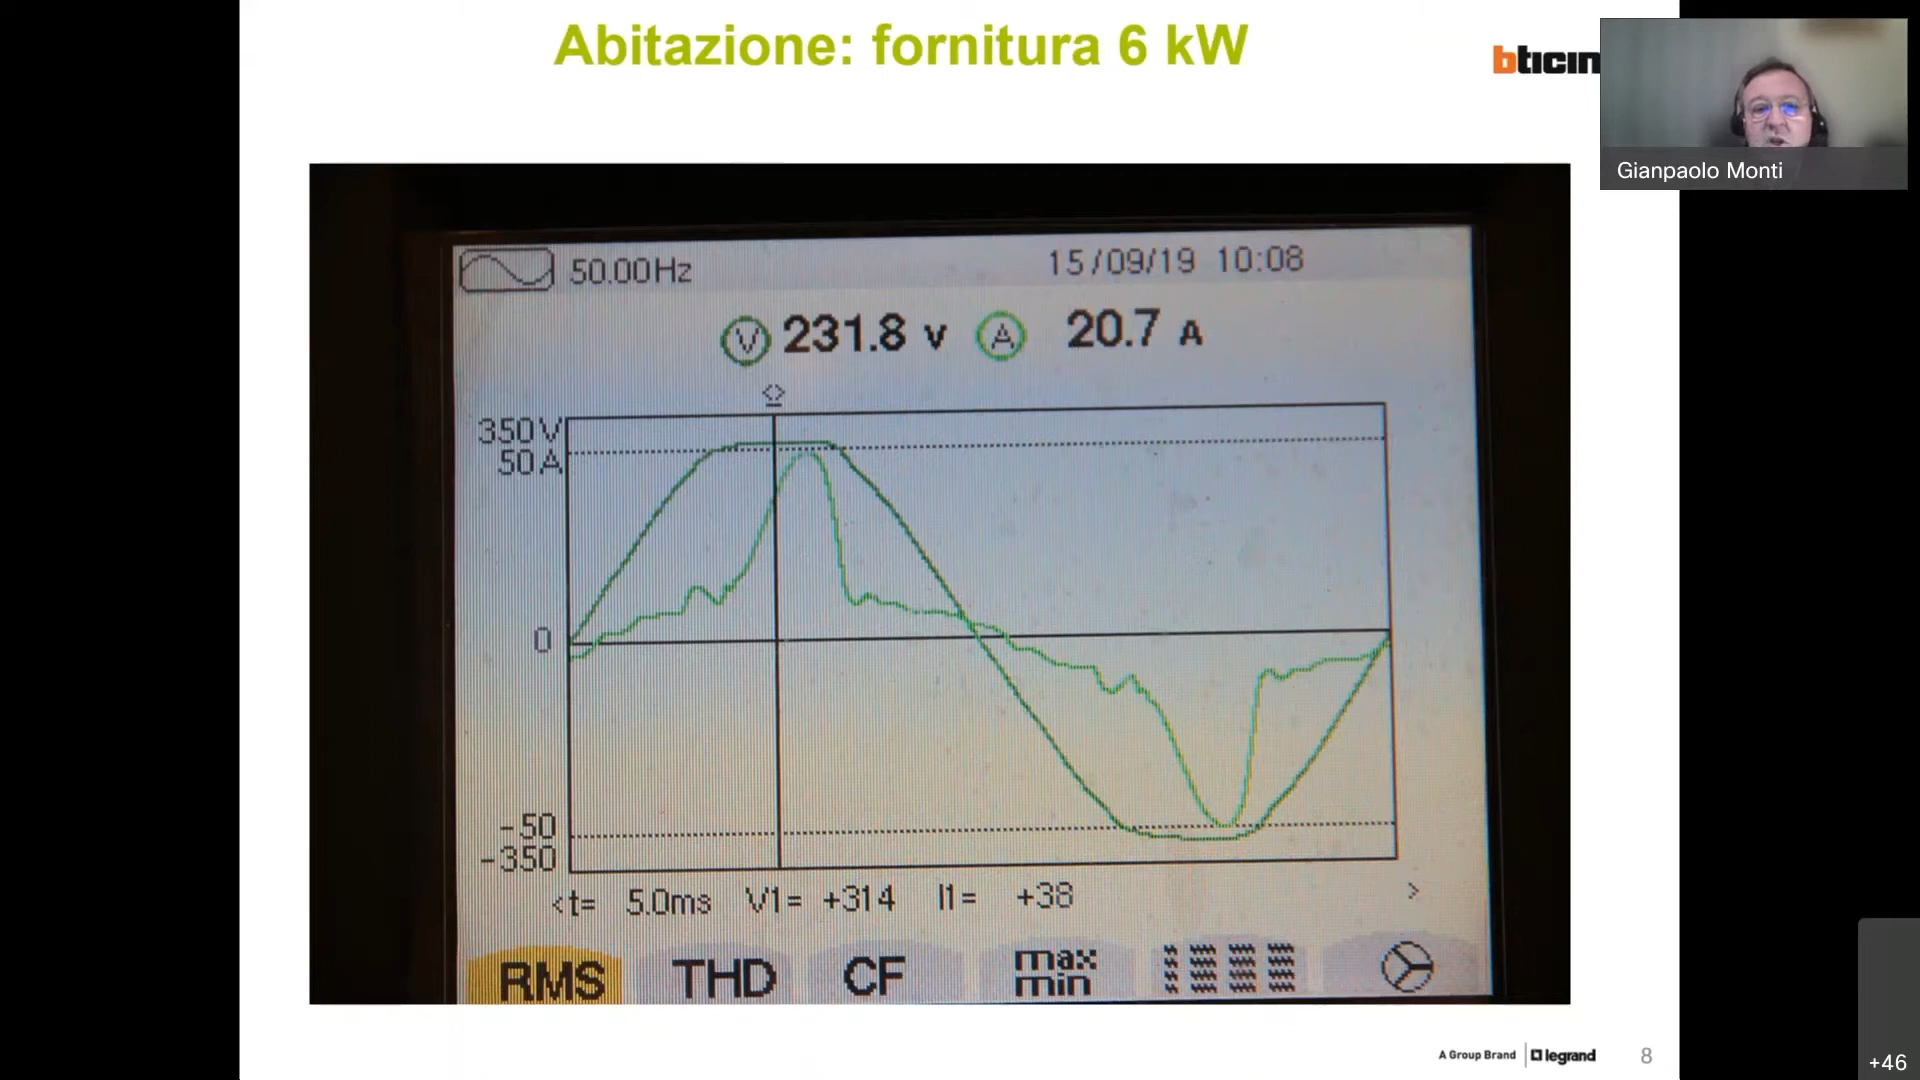 Abitazione: fornitura 6 kW
bticin
Gianpaolo Monti
50.00Hz
15/09/19 10:08
V 231.8 V A 20.7 A
350V
50A
0
-50
-350
<t= 5.0ms V1= +314 I1= +38 >
RMS THD CF max min
A Group Brand legrand 8
+46